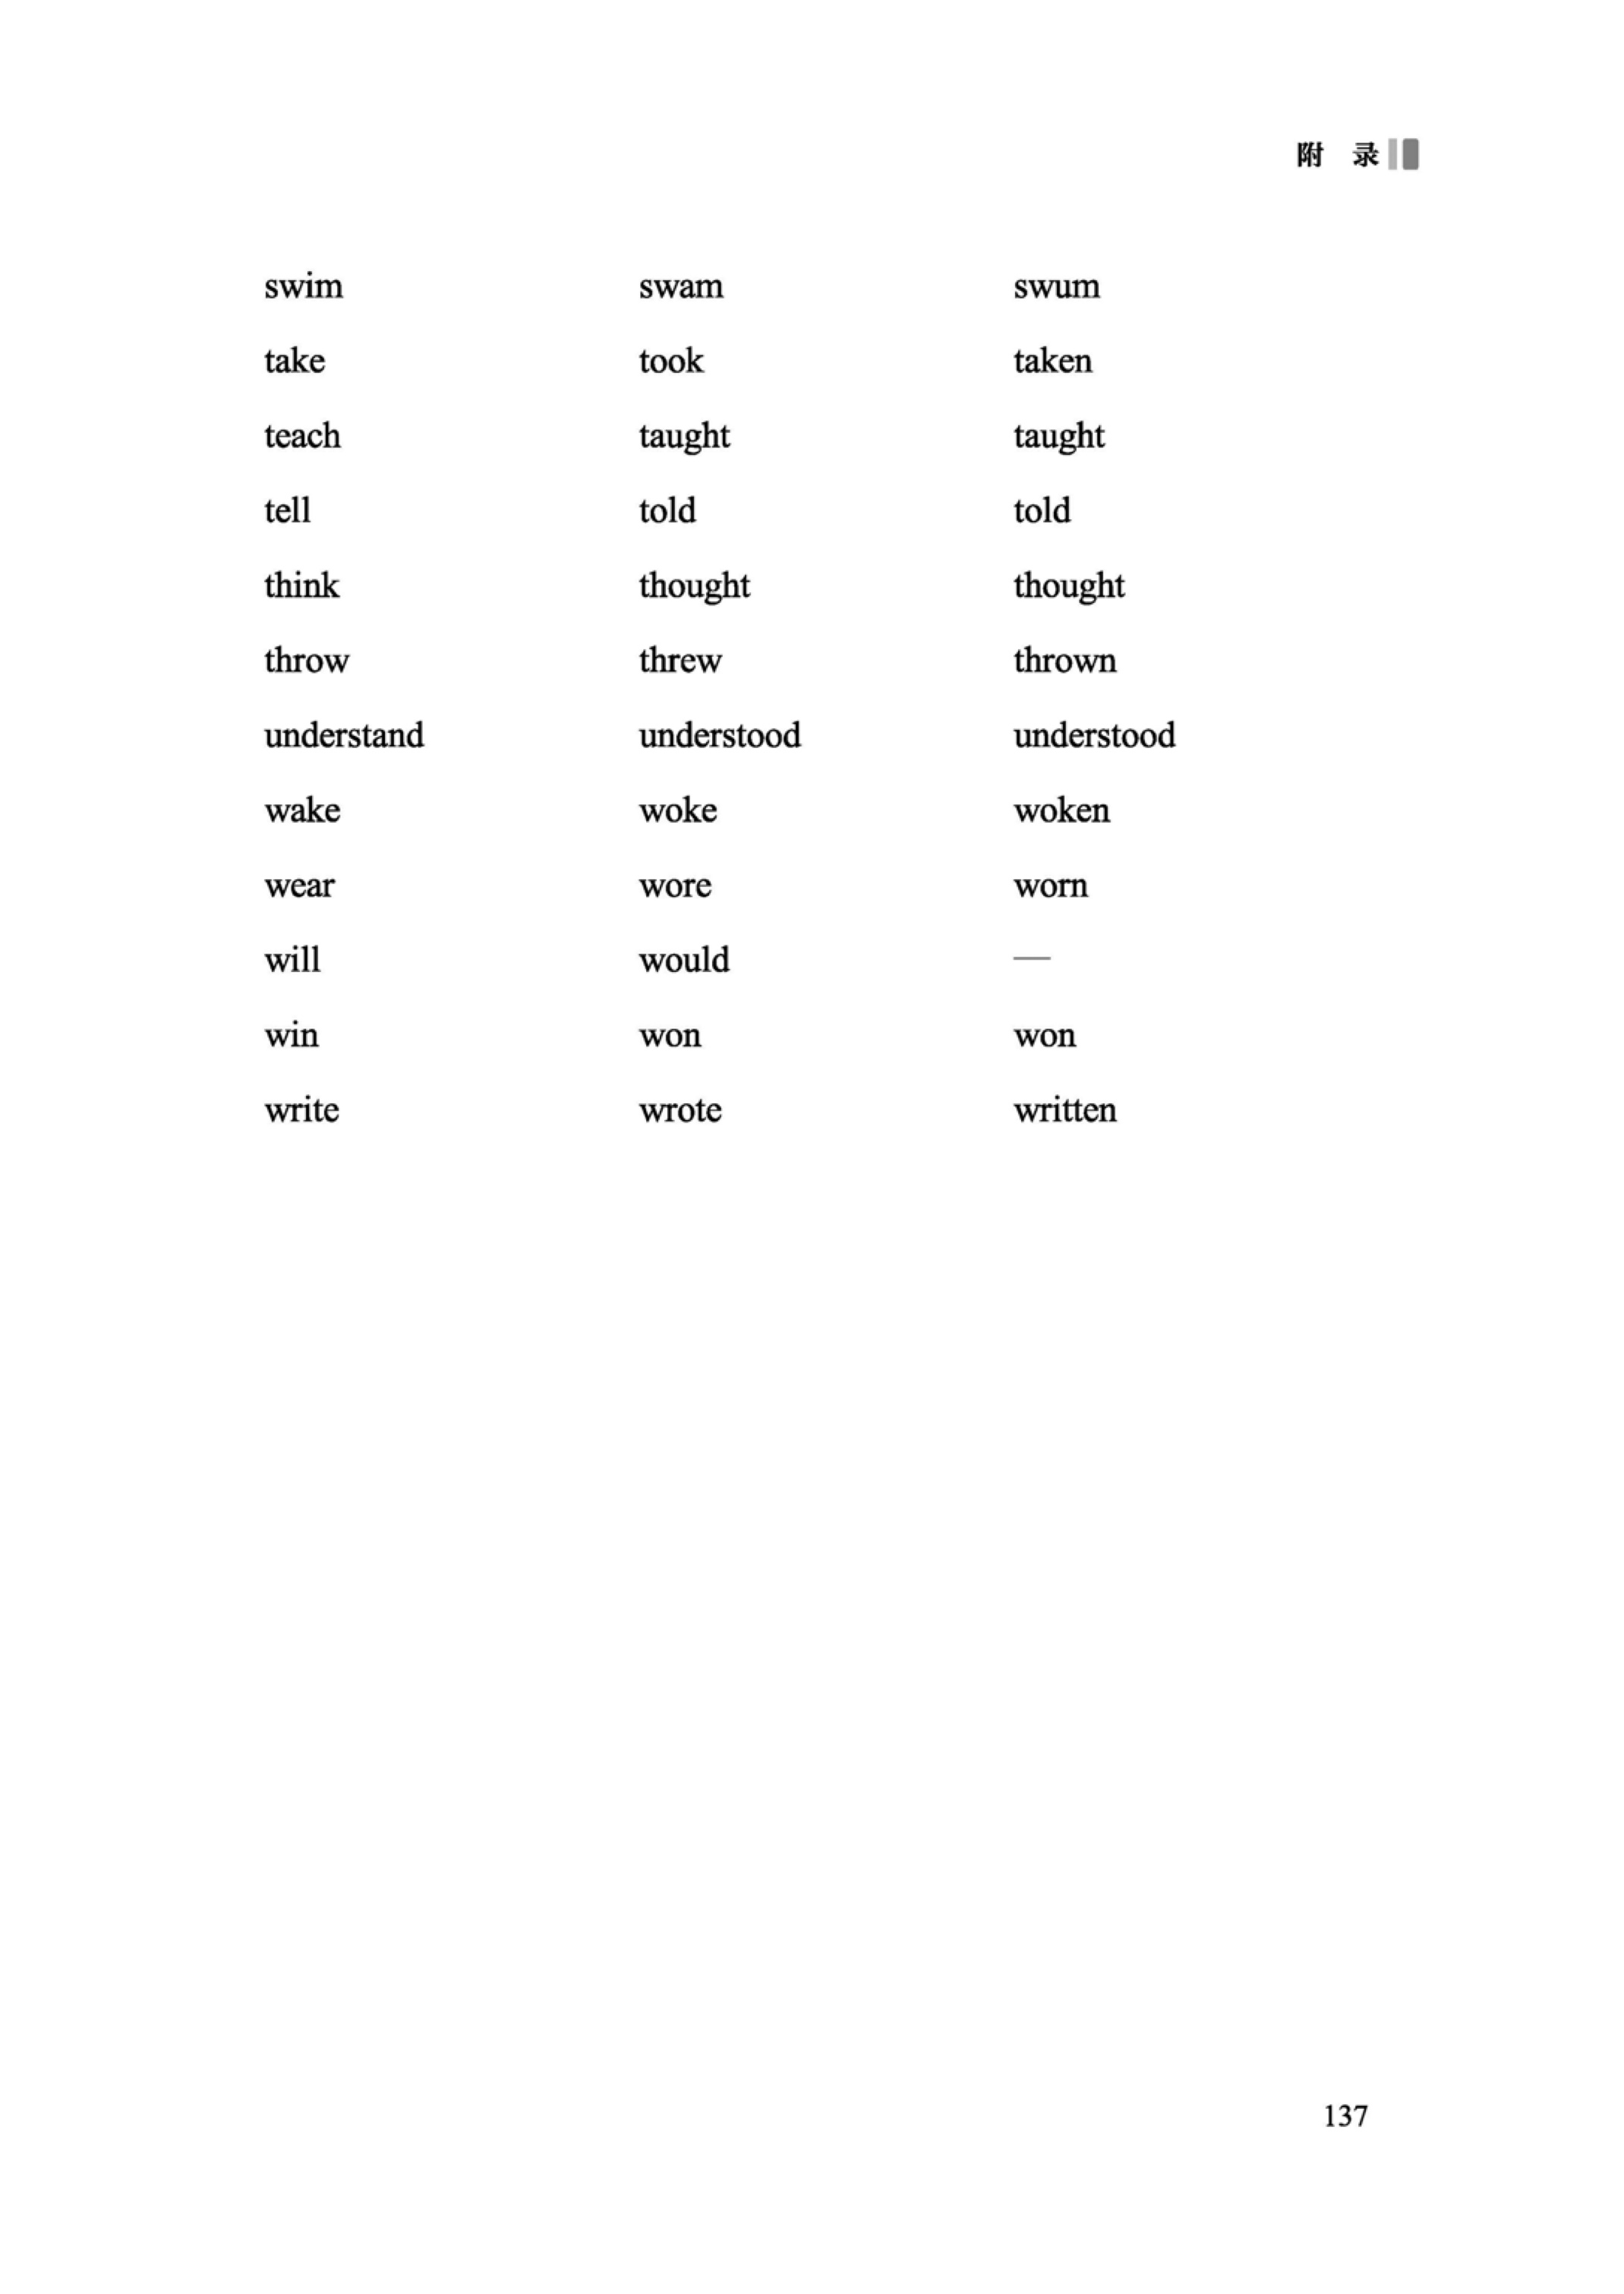 附 录
swim swam swum
take took taken
teach taught taught
tell told told
think thought thought
throw threw thrown
understand understood understood
wake woke woken
wear wore worn
will would —
win won won
write wrote written
137